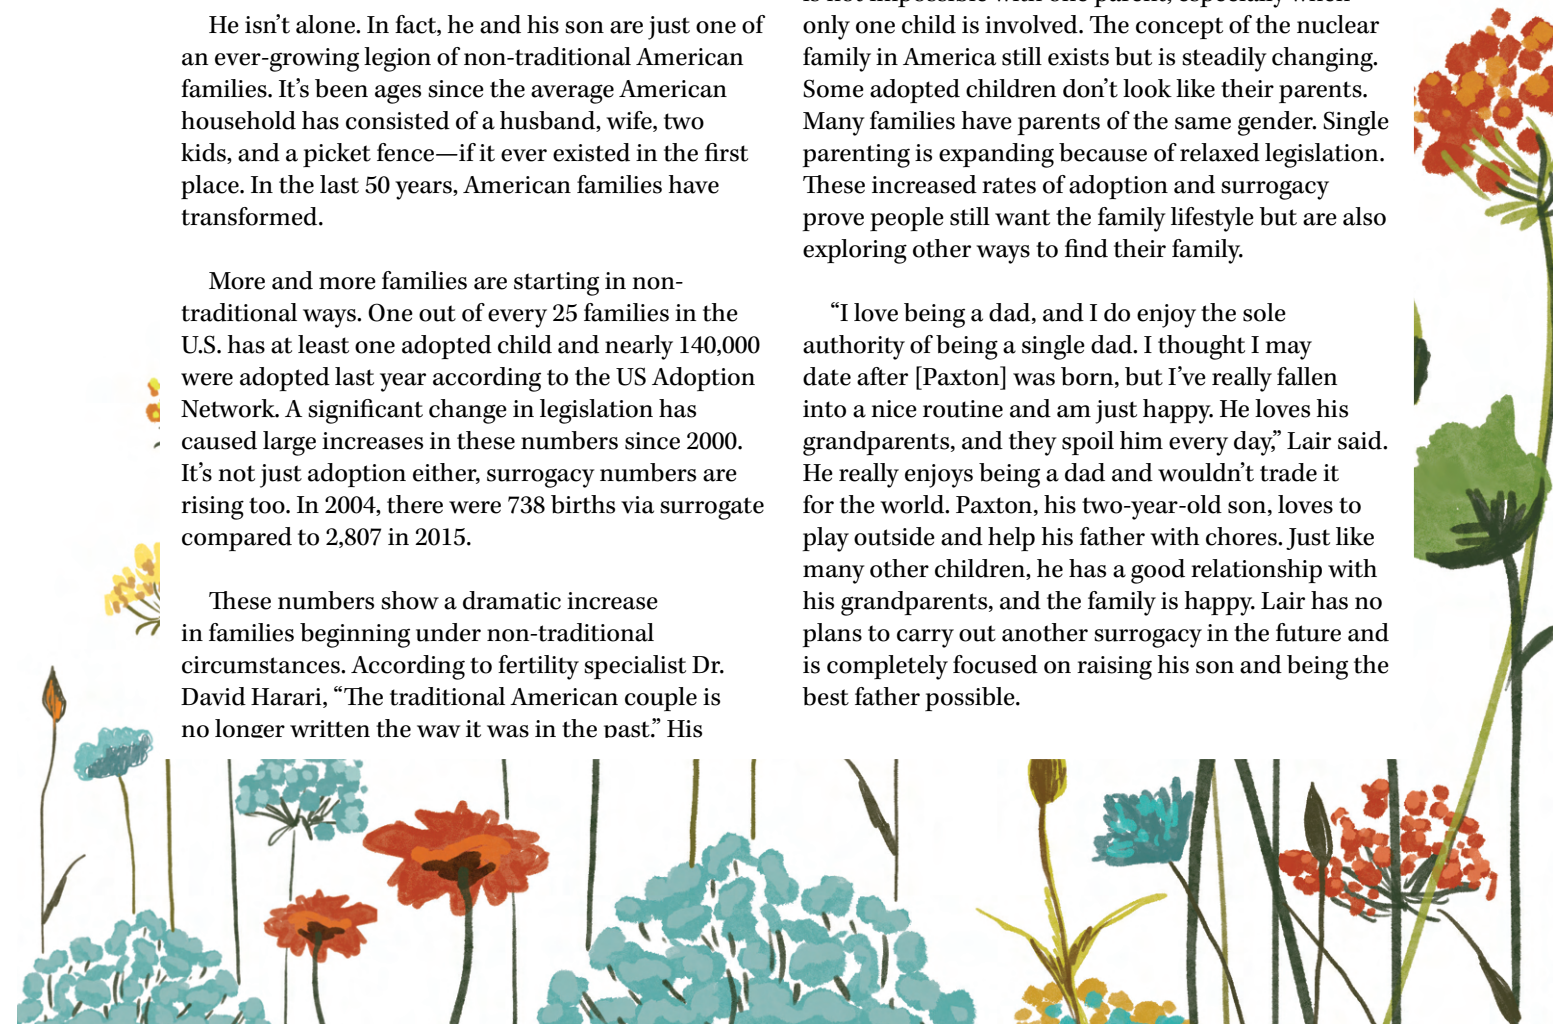 He isn’t alone. In fact, he and his son are just one of
an ever-growing legion of non-traditional American
families. It’s been ages since the average American
household has consisted of a husband, wife, two
kids, and a picket fence—if it ever existed in the first
place. In the last 50 years, American families have
transformed.
More and more families are starting in non-
traditional ways. One out of every 25 families in the
U.S. has at least one adopted child and nearly 140,000
were adopted last year according to the US Adoption
Network. A significant change in legislation has
caused large increases in these numbers since 2000.
It’s not just adoption either, surrogacy numbers are
rising too. In 2004, there were 738 births via surrogate
compared to 2,807 in 2015.
These numbers show a dramatic increase
in families beginning under non-traditional
circumstances. According to fertility specialist Dr.
David Harari, “The traditional American couple is
no longer written the way it was in the past.” His
only one child is involved. The concept of the nuclear
family in America still exists but is steadily changing.
Some adopted children don’t look like their parents.
Many families have parents of the same gender. Single
parenting is expanding because of relaxed legislation.
These increased rates of adoption and surrogacy
prove people still want the family lifestyle but are also
exploring other ways to find their family.
“I love being a dad, and I do enjoy the sole
authority of being a single dad. I thought I may
date after [Paxton] was born, but I’ve really fallen
into a nice routine and am just happy. He loves his
grandparents, and they spoil him every day,” Lair said.
He really enjoys being a dad and wouldn’t trade it
for the world. Paxton, his two-year-old son, loves to
play outside and help his father with chores. Just like
many other children, he has a good relationship with
his grandparents, and the family is happy. Lair has no
plans to carry out another surrogacy in the future and
is completely focused on raising his son and being the
best father possible.